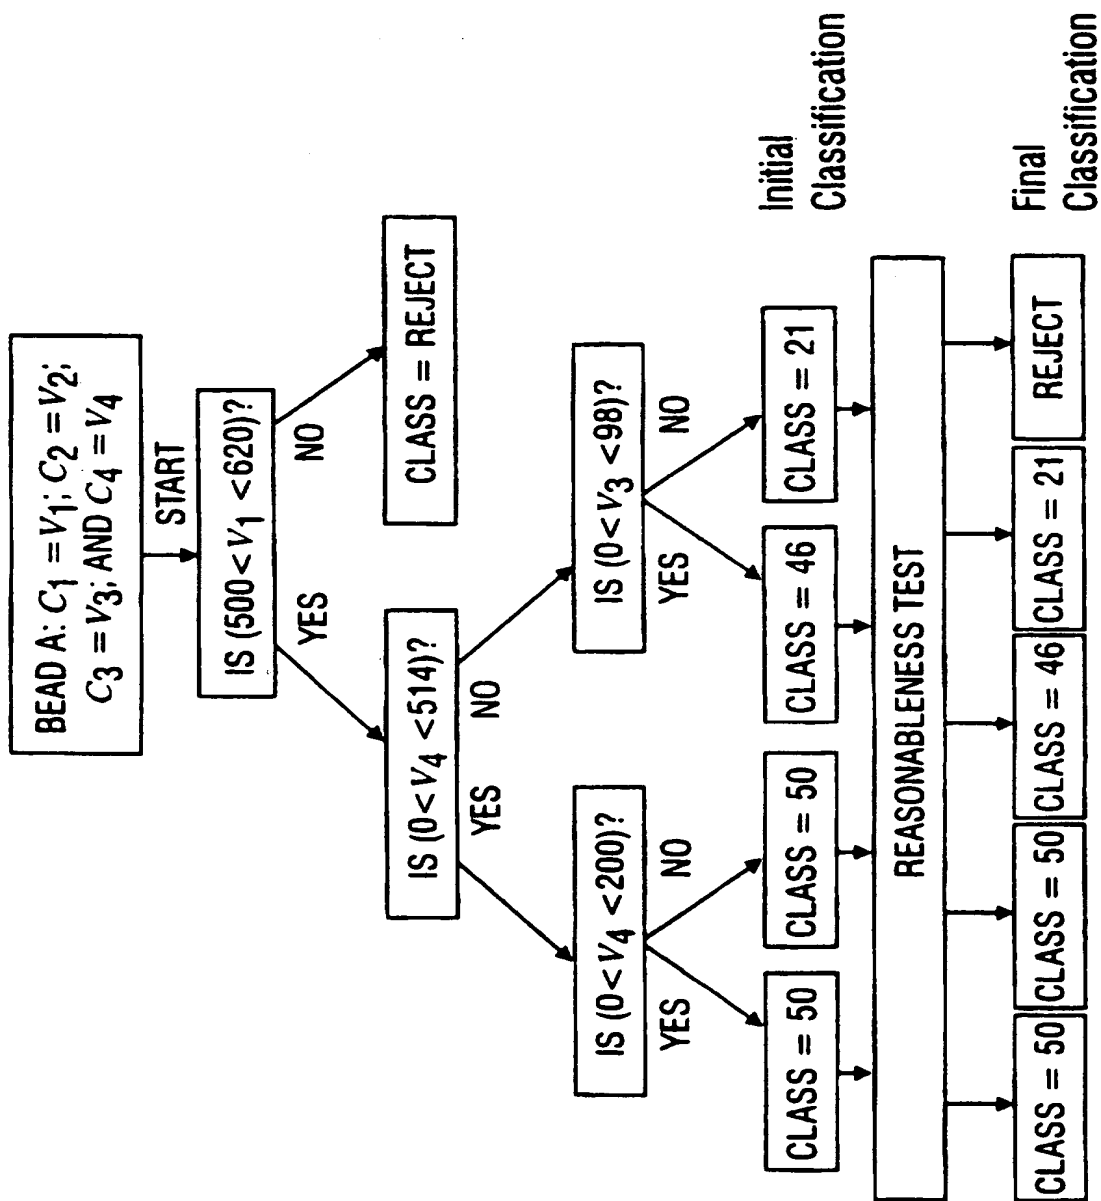 BEAD A: C1 = V1; C2 = V2;
C3 = V3; AND C4 = V4
START
IS (500< V1 <620)?
YES
NO
IS (0< V4 <514)?
CLASS = REJECT
YES
NO
IS (0< V4 <200)?
IS (0< V3 <98)?
YES
NO
YES
NO
CLASS = 50
CLASS = 50
CLASS = 46
CLASS = 21
Initial
Classification
REASONABLENESS TEST
CLASS = 50
CLASS = 50
CLASS = 46
CLASS = 21
REJECT
Final
Classification